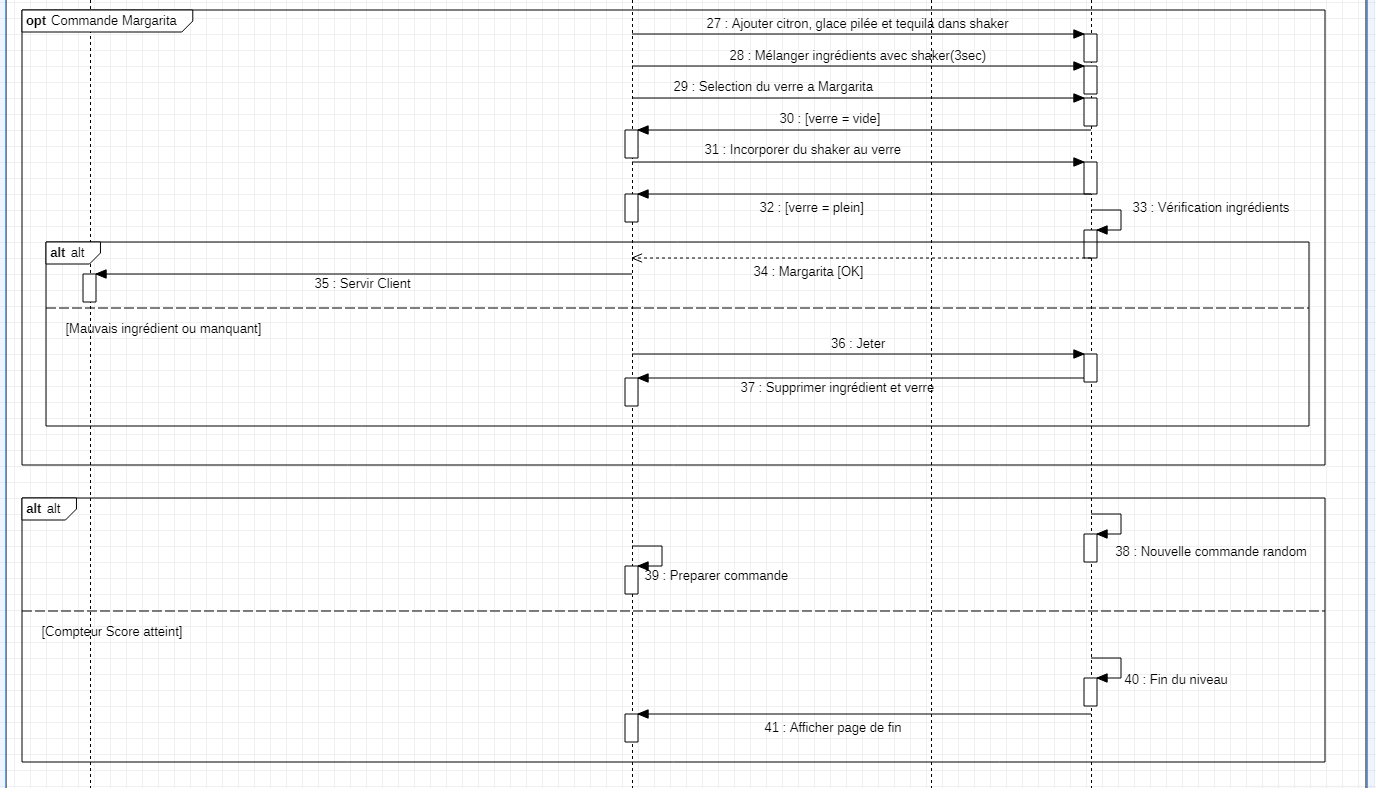 opt Commande Margarita
27 : Ajouter citron, glace pilée et tequila dans shaker
28 : Mélanger ingrédients avec shaker(3sec)
29 : Selection du verre a Margarita
30 : [verre = vide]
31 : Incorporer du shaker au verre
32 : [verre = plein]
33 : Vérification ingrédients
alt alt
34 : Margarita [OK]
35 : Servir Client
[Mauvais ingrédient ou manquant]
36 : Jeter
37 : Supprimer ingrédient et verre
alt alt
38 : Nouvelle commande random
39 : Preparer commande
[Compteur Score atteint]
40 : Fin du niveau
41 : Afficher page de fin